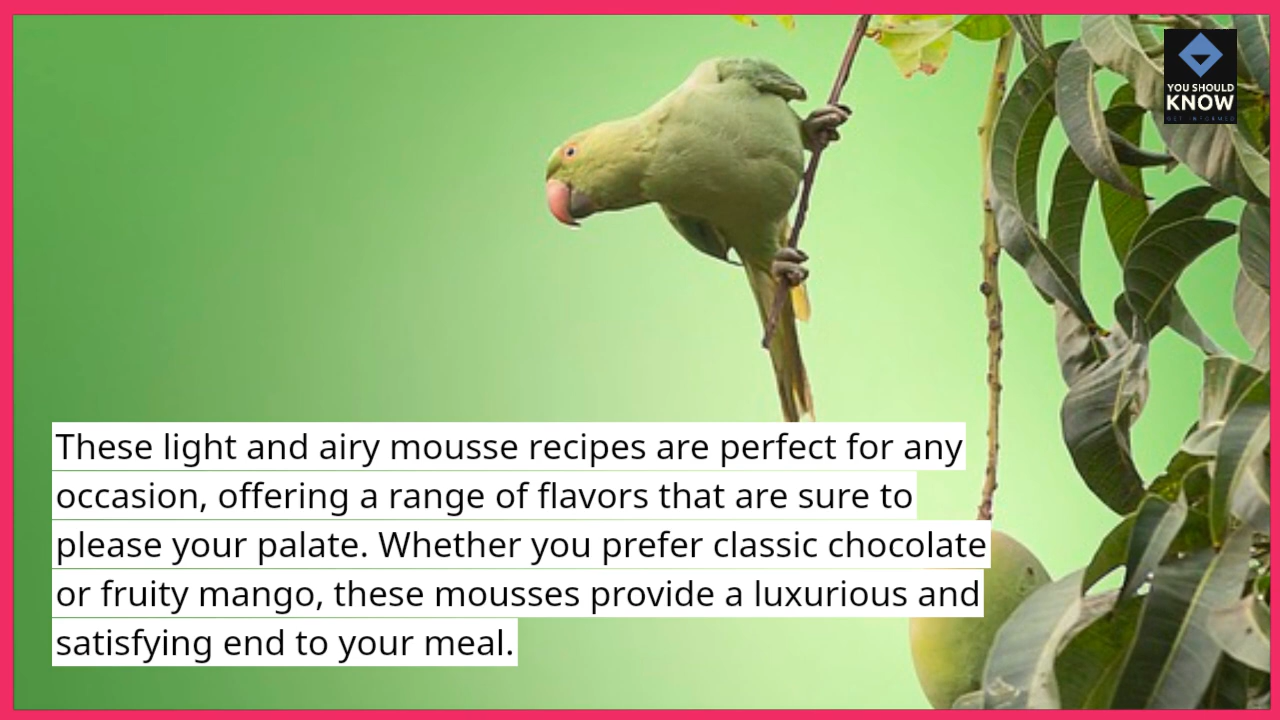 YOU SHOULD
KNOW
GET INFORMED
These light and airy mousse recipes are perfect for any
occasion, offering a range of flavors that are sure to
please your palate. Whether you prefer classic chocolate
or fruity mango, these mousses provide a luxurious and
satisfying end to your meal.